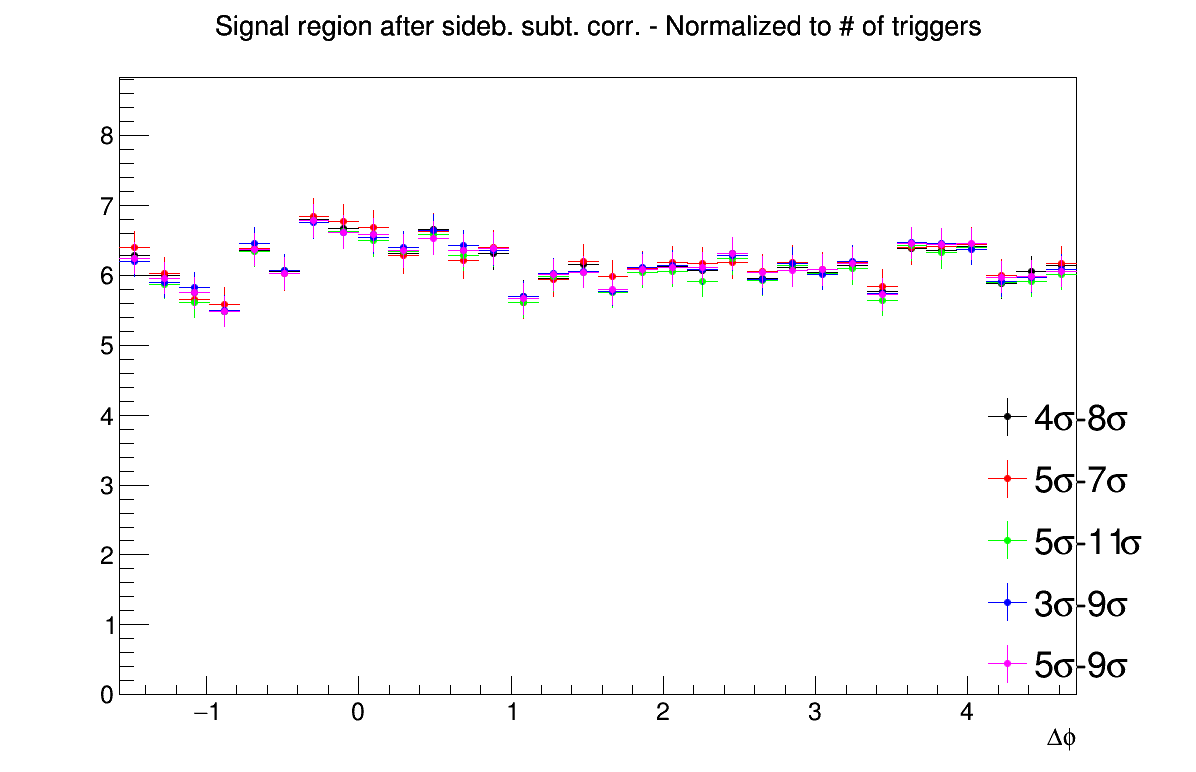 Signal region after sideb. subt. corr. - Normalized to # of triggers
8
7
6
5
4
3
2
1
0
4σ-8σ
5σ-7σ
5σ-11σ
3σ-9σ
5σ-9σ
−1 0 1 2 3 4
Δϕ